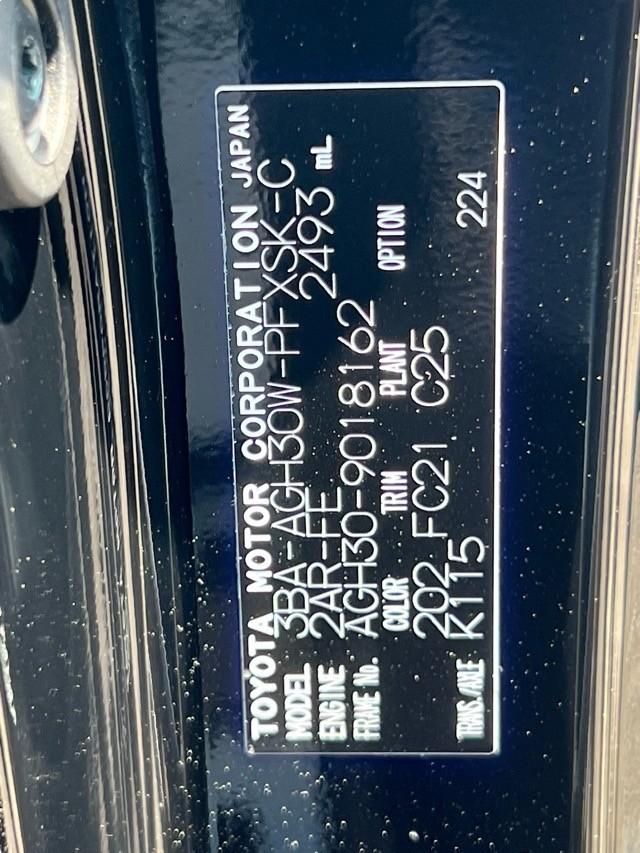 TOYOTA MOTOR CORPORATION JAPAN
MODEL 3BA-AGH30W-PFXSK-C
ENGINE 2AR-FE 2493 mL
FRAME No. AGH30-9018162
COLOR TRIM PLANT OPTION
202 FC21 C25
TRANS./AXLE K115 224